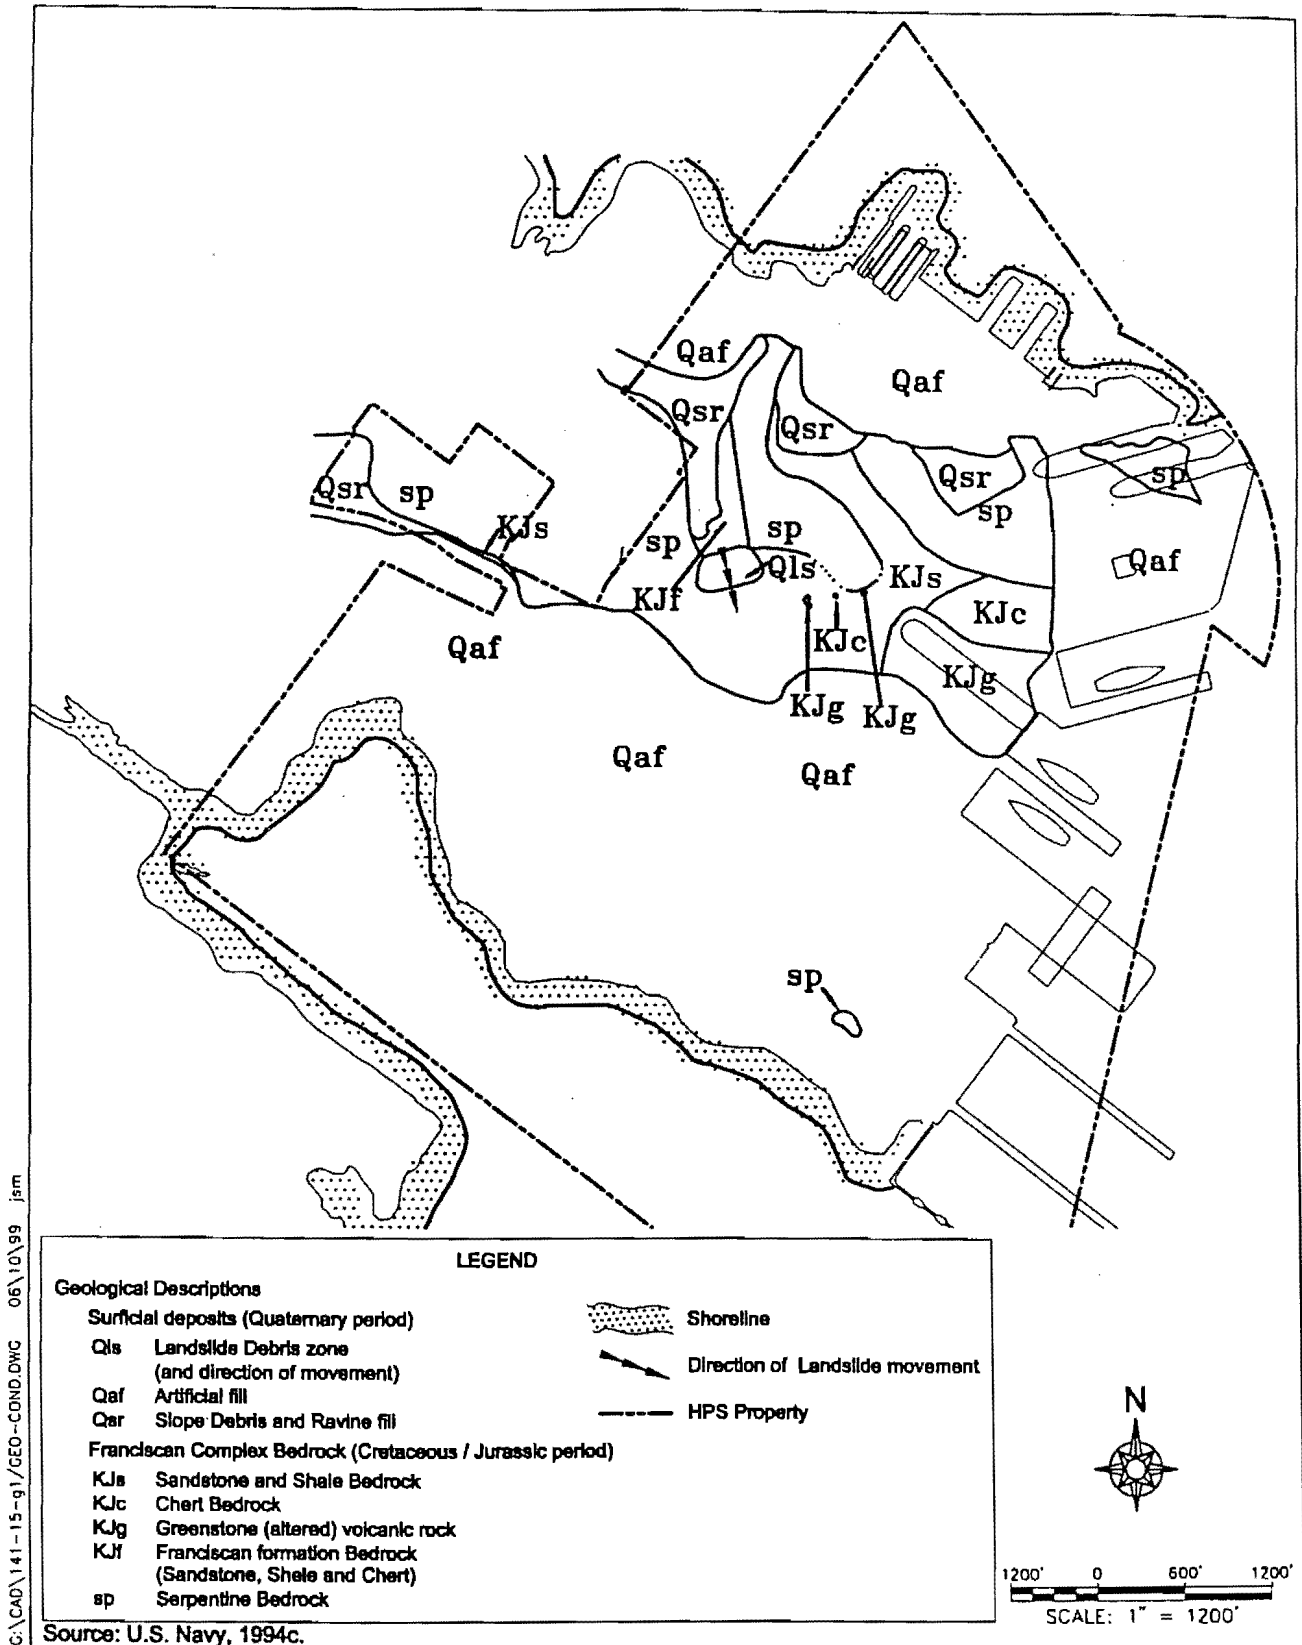 Qaf
Qaf
Qsr
Qsr
Qsr
sp
Qsr
sp
sp
KJs
sp
sp
Qaf
Qls
KJs
KJf
KJc
KJc
Qaf
KJg
KJg
KJg
Qaf
Qaf
sp
G:\CAD\141-15-g1/GEO-COND.DWG 06\10\99 jsm
LEGEND
Geological Descriptions
Surficial deposits (Quaternary period)
Qls Landslide Debris zone
(and direction of movement)
Qaf Artificial fill
Qsr Slope Debris and Ravine fill
Franciscan Complex Bedrock (Cretaceous / Jurassic period)
KJs Sandstone and Shale Bedrock
KJc Chert Bedrock
KJg Greenstone (altered) volcanic rock
KJf Franciscan formation Bedrock
(Sandstone, Shele and Chert)
sp Serpentine Bedrock
Shoreline
Direction of Landslide movement
HPS Property
N
1200' 0 600' 1200'
SCALE: 1" = 1200'
Source: U.S. Navy, 1994c.